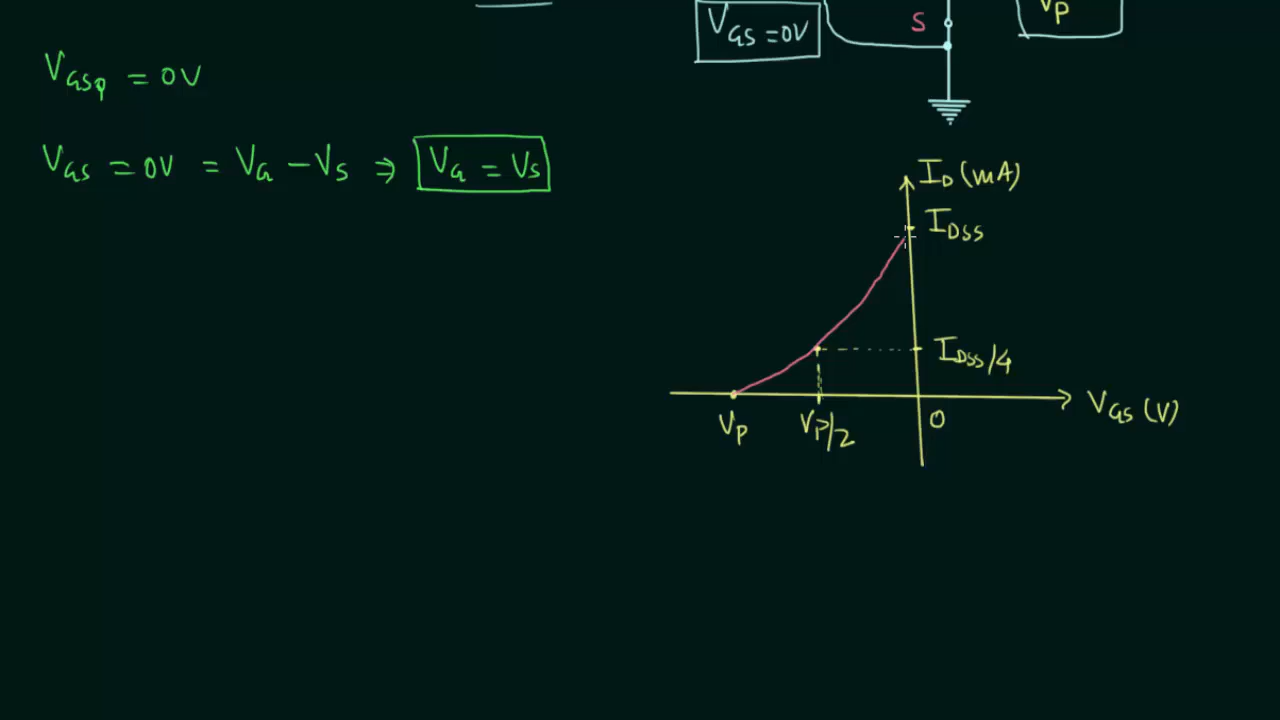 V_GS = 0V
S
V_P
V_GSQ = 0V
V_GS = 0V = V_G - V_S ⇒ V_G = V_S
I_D (mA)
I_DSS
I_DSS/4
V_P
V_P/2
0
V_GS (V)